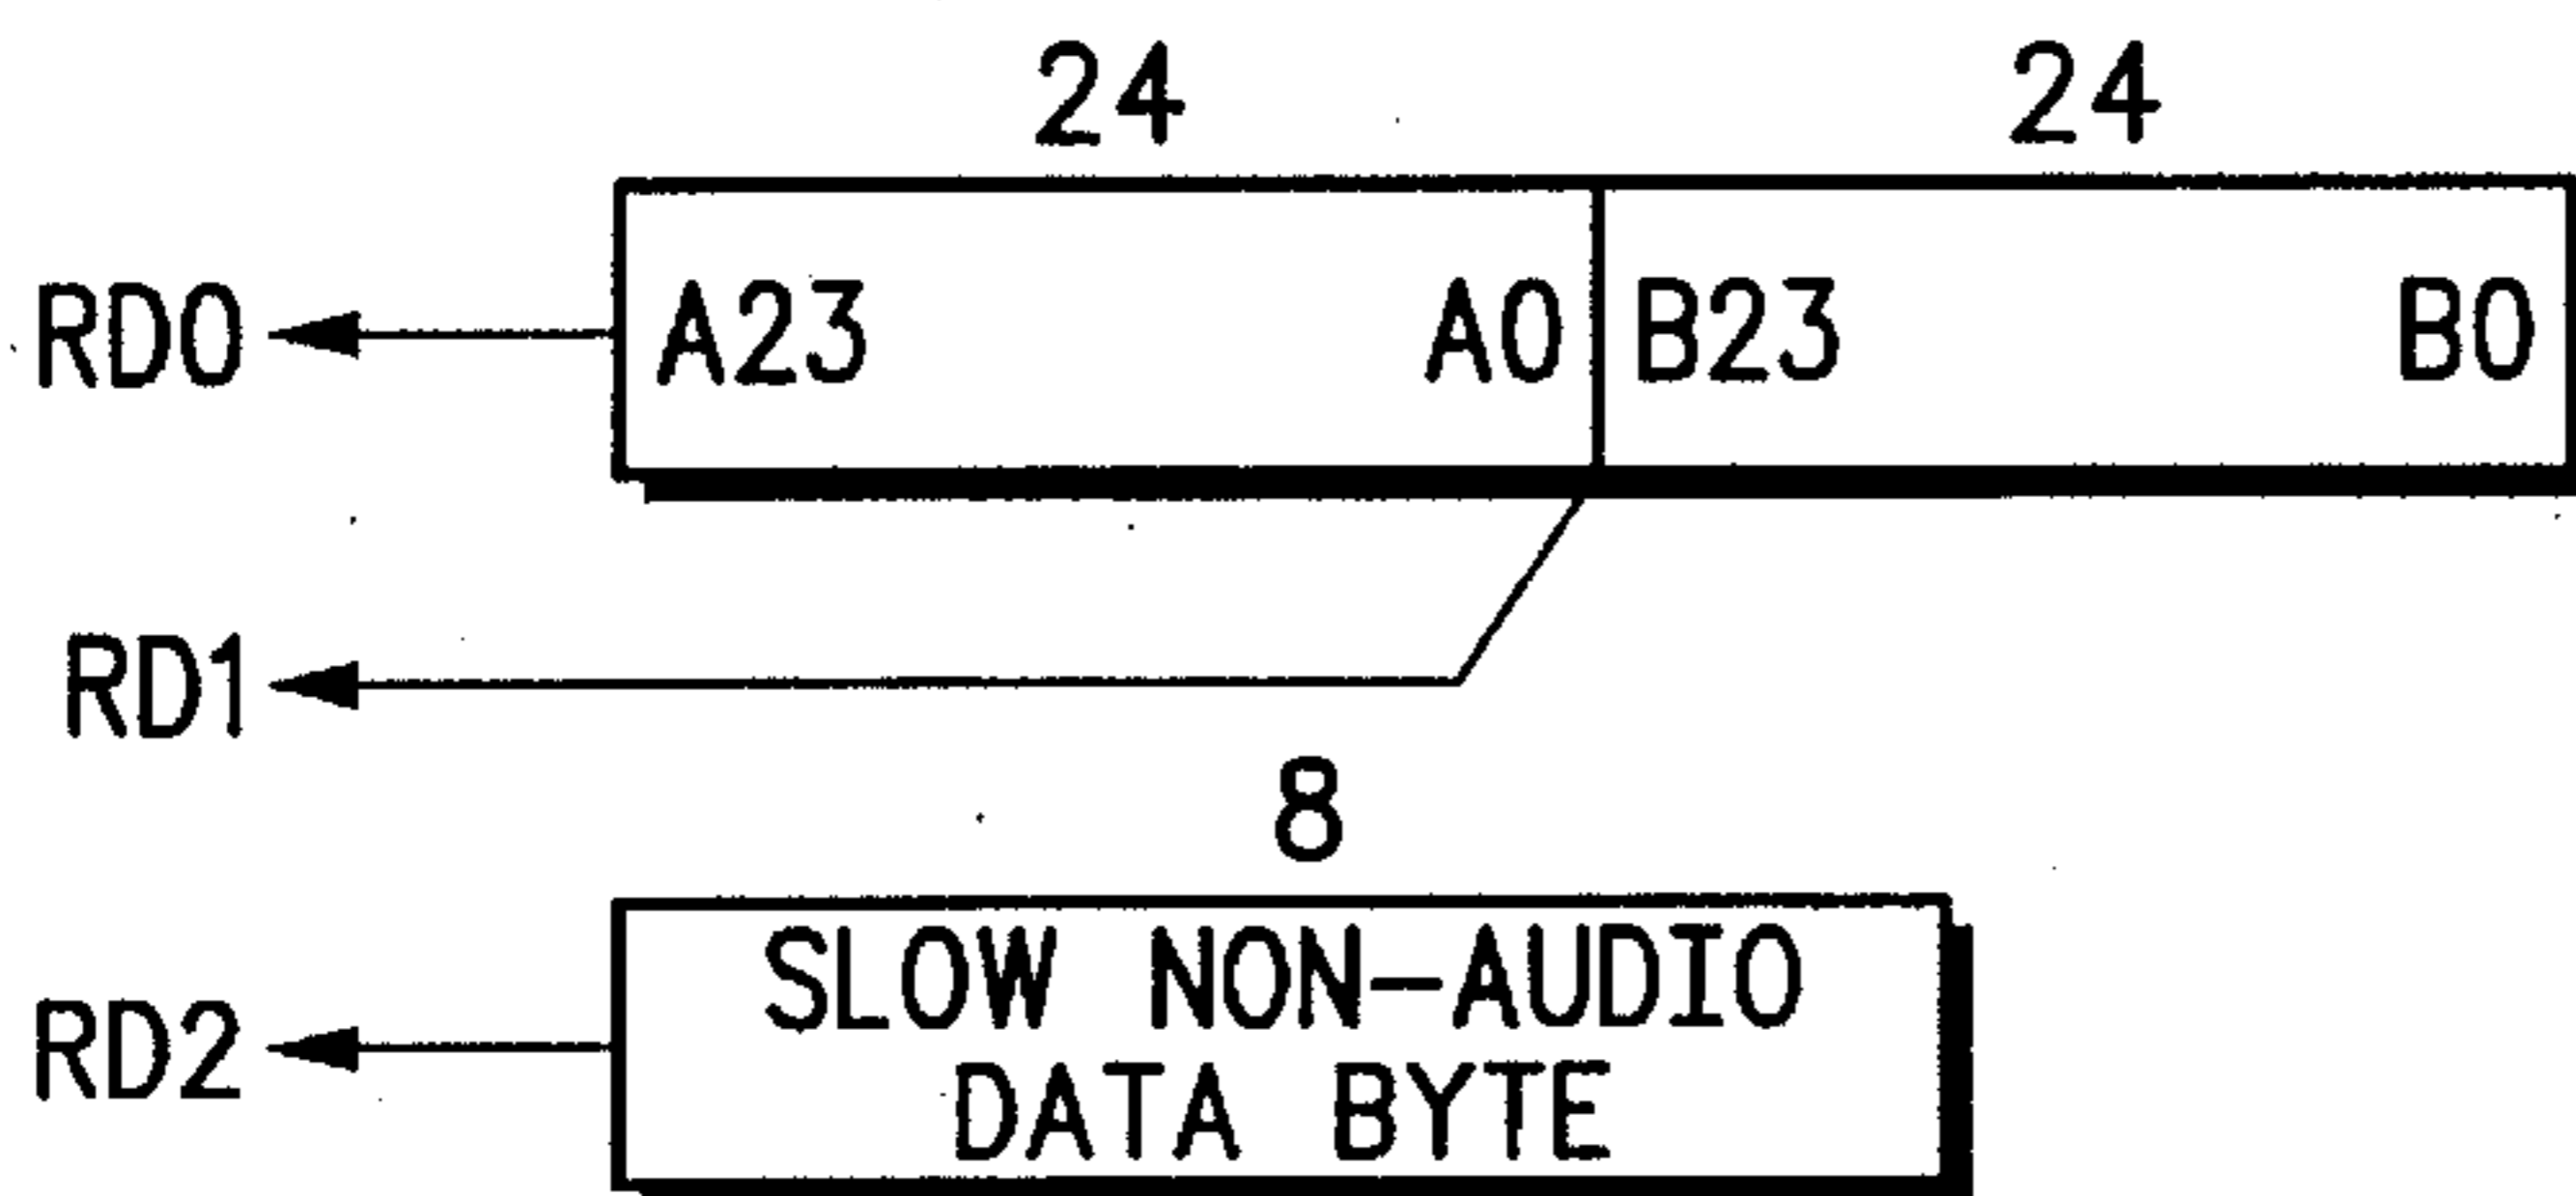 24 24
RD0 A23 A0 B23 B0
RD1
8
RD2 SLOW NON-AUDIO
DATA BYTE